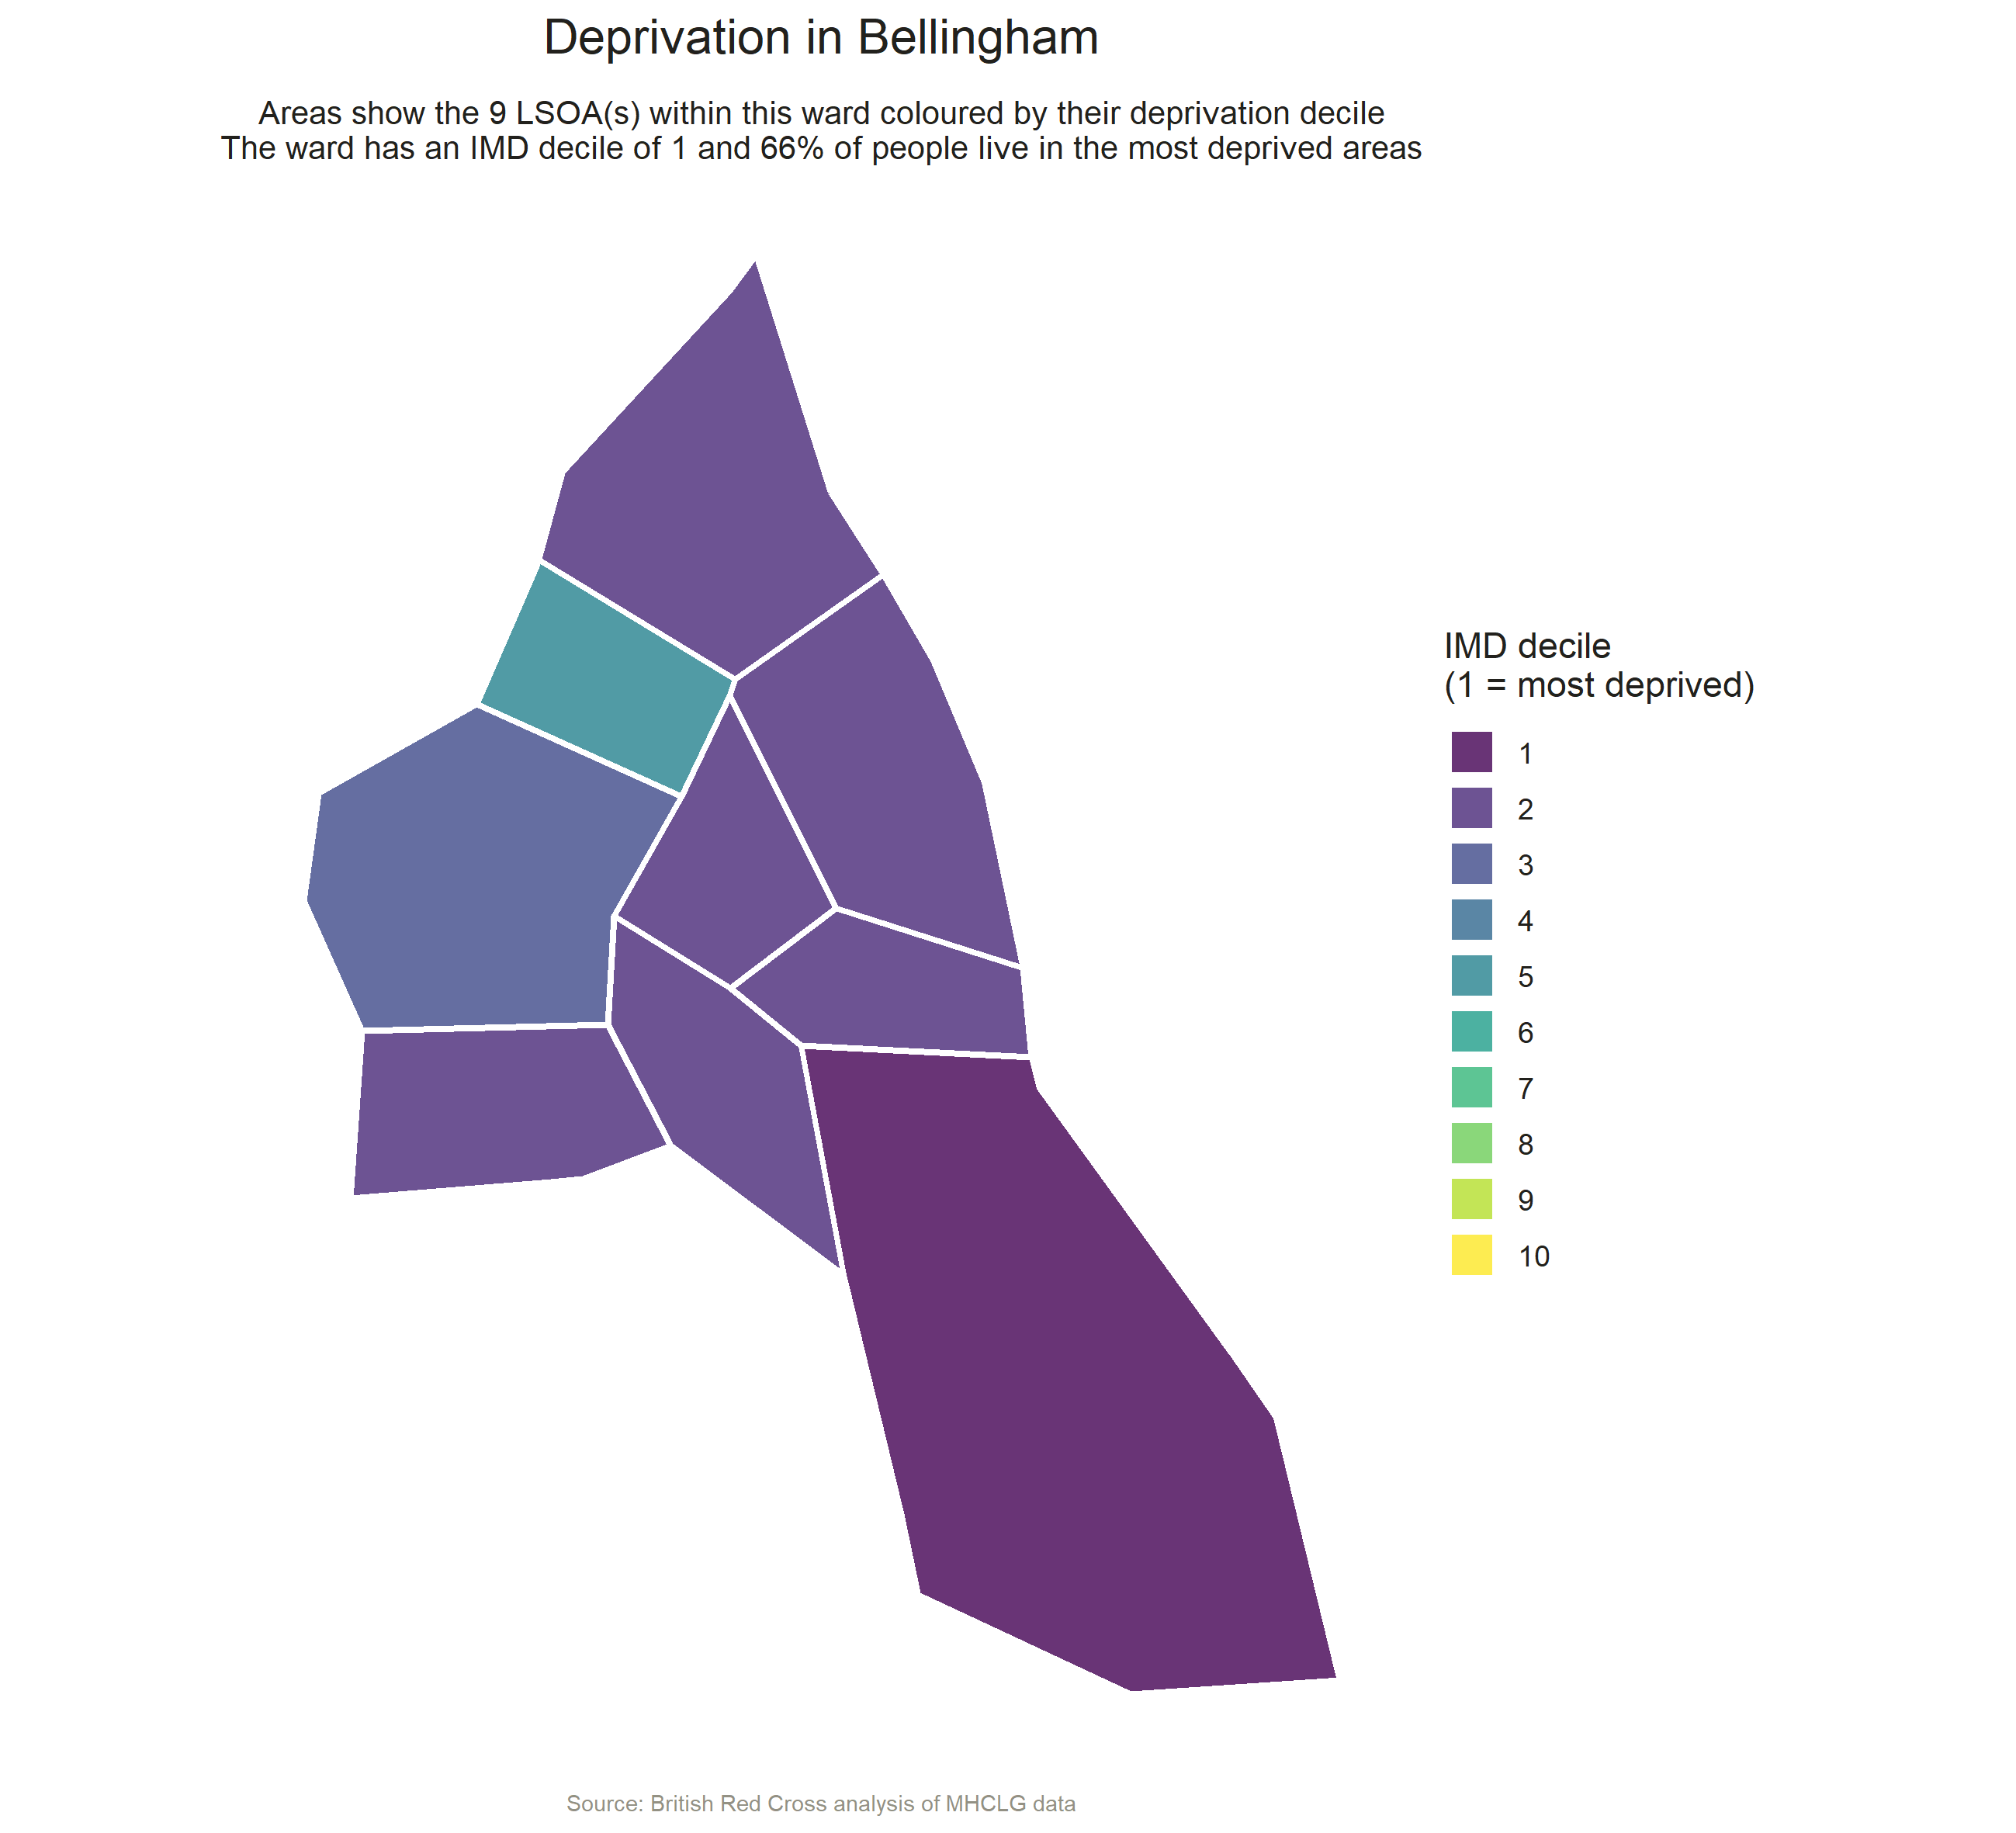 Deprivation in Bellingham
Areas show the 9 LSOA(s) within this ward coloured by their deprivation decile
The ward has an IMD decile of 1 and 66% of people live in the most deprived areas
IMD decile
(1 = most deprived)
1
2
3
4
5
6
7
8
9
10
Source: British Red Cross analysis of MHCLG data